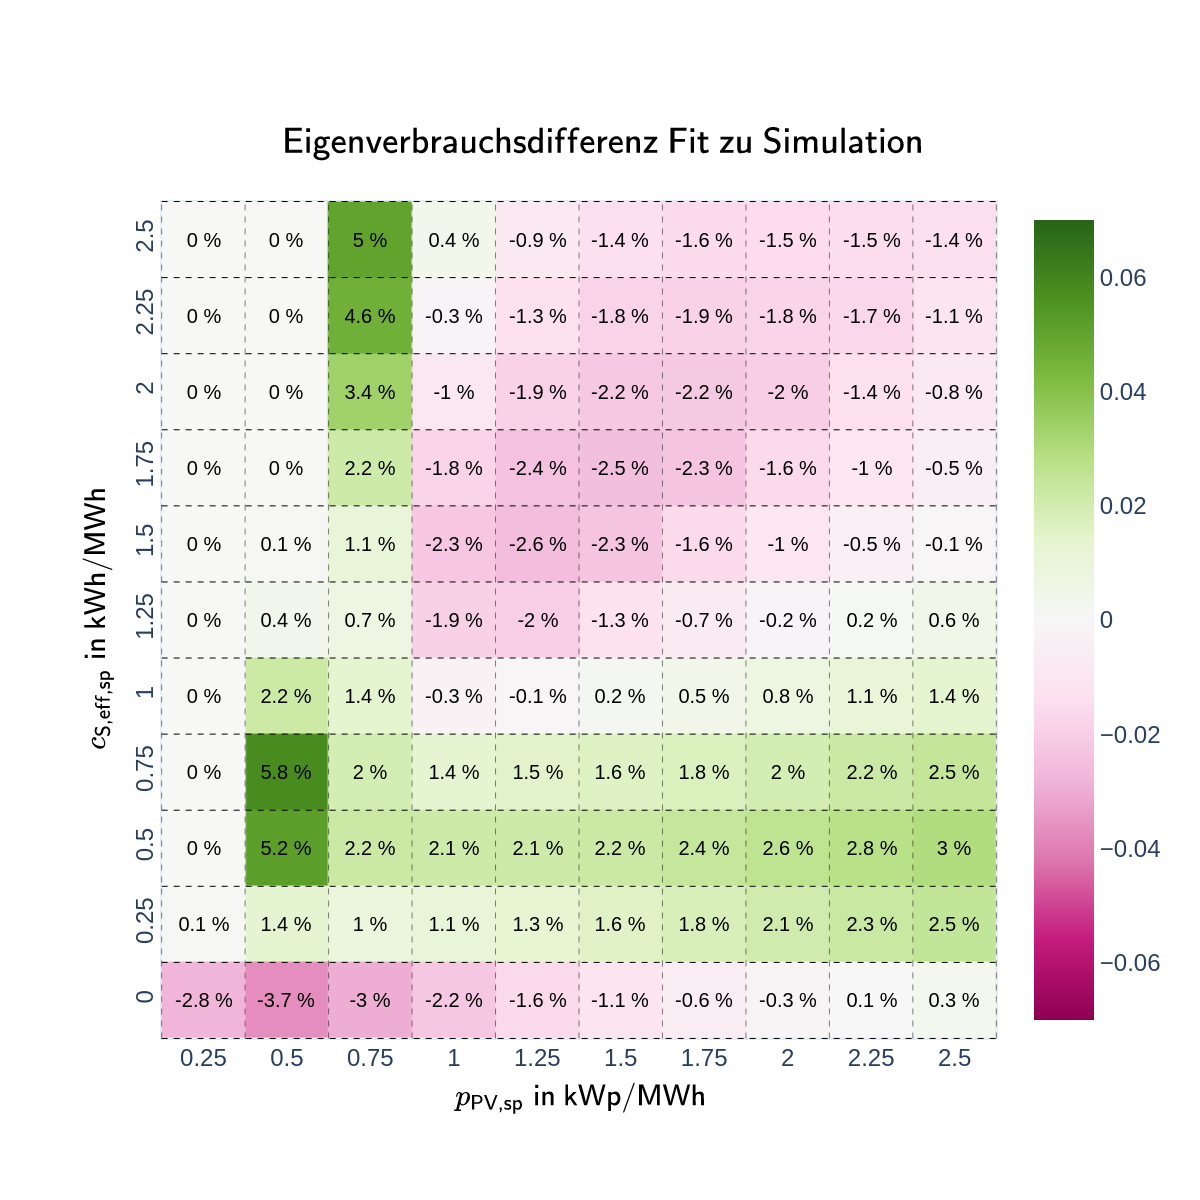 Eigenverbrauchsdifferenz Fit zu Simulation
2.5 0 % 0 % 5 % 0.4 % -0.9 % -1.4 % -1.6 % -1.5 % -1.5 % -1.4 %
2.25 0 % 0 % 4.6 % -0.3 % -1.3 % -1.8 % -1.9 % -1.8 % -1.7 % -1.1 %
2 0 % 0 % 3.4 % -1 % -1.9 % -2.2 % -2.2 % -2 % -1.4 % -0.8 %
1.75 0 % 0 % 2.2 % -1.8 % -2.4 % -2.5 % -2.3 % -1.6 % -1 % -0.5 %
1.5 0 % 0.1 % 1.1 % -2.3 % -2.6 % -2.3 % -1.6 % -1 % -0.5 % -0.1 %
1.25 0 % 0.4 % 0.7 % -1.9 % -2 % -1.3 % -0.7 % -0.2 % 0.2 % 0.6 %
1 0 % 2.2 % 1.4 % -0.3 % -0.1 % 0.2 % 0.5 % 0.8 % 1.1 % 1.4 %
0.75 0 % 5.8 % 2 % 1.4 % 1.5 % 1.6 % 1.8 % 2 % 2.2 % 2.5 %
0.5 0 % 5.2 % 2.2 % 2.1 % 2.1 % 2.2 % 2.4 % 2.6 % 2.8 % 3 %
0.25 0.1 % 1.4 % 1 % 1.1 % 1.3 % 1.6 % 1.8 % 2.1 % 2.3 % 2.5 %
0 -2.8 % -3.7 % -3 % -2.2 % -1.6 % -1.1 % -0.6 % -0.3 % 0.1 % 0.3 %
0.25 0.5 0.75 1 1.25 1.5 1.75 2 2.25 2.5
p PV,sp in kWp/MWh
c S,eff,sp in kWh/MWh
0.06
0.04
0.02
0
−0.02
−0.04
−0.06